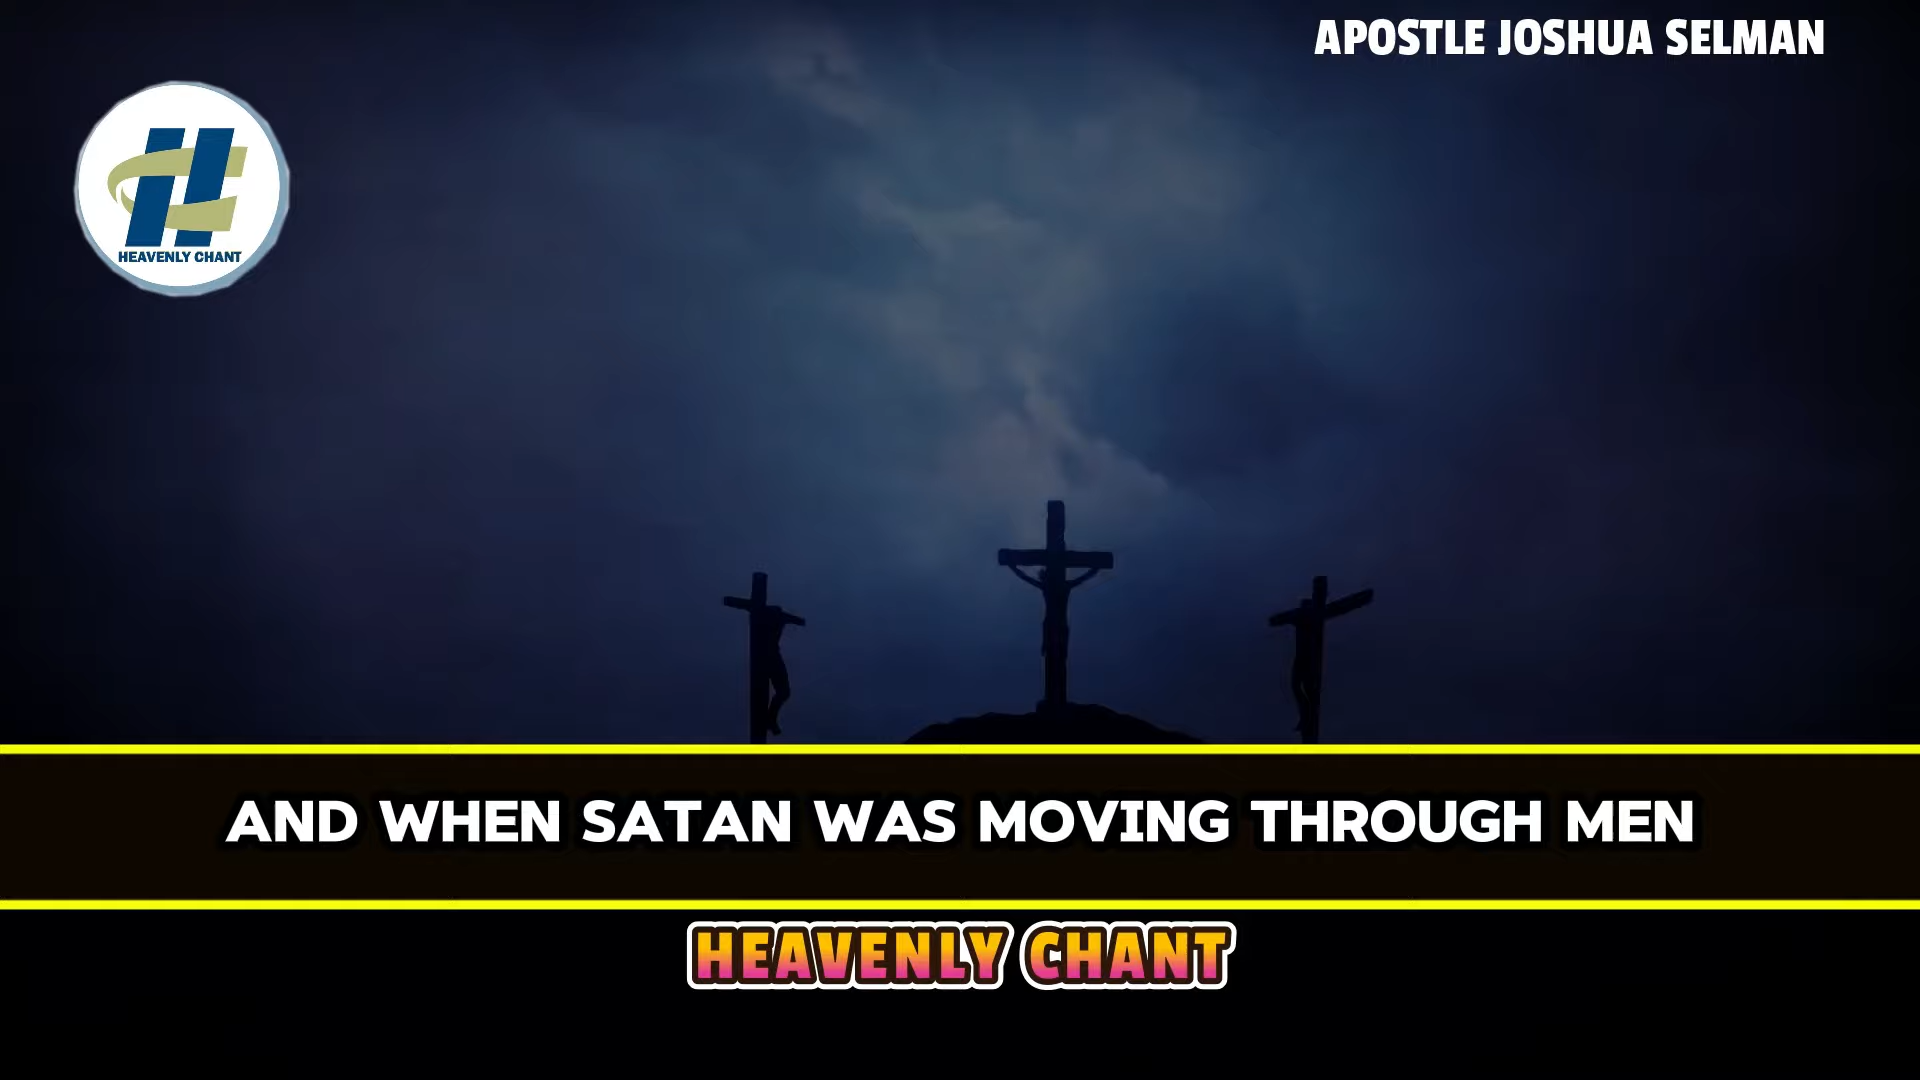 APOSTLE JOSHUA SELMAN
HEAVENLY CHANT
AND WHEN SATAN WAS MOVING THROUGH MEN
HEAVENLY CHANT